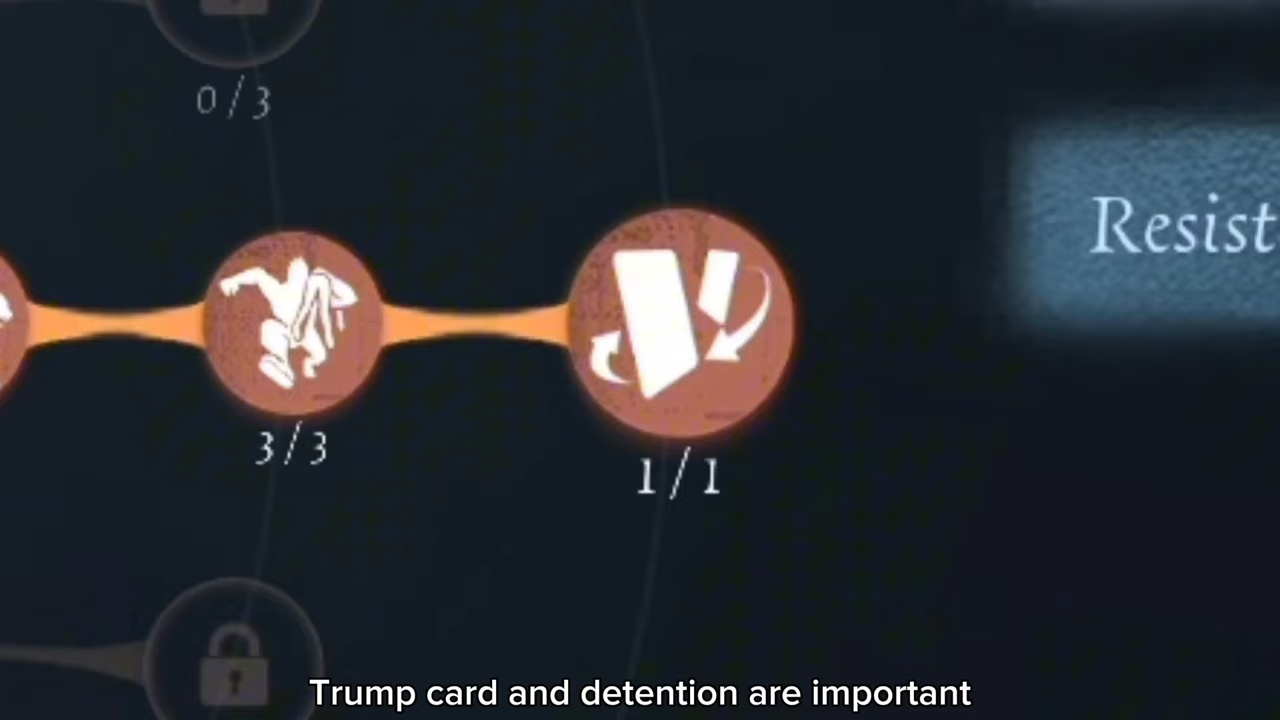 0 / 3
Resist
3 / 3
1 / 1
Trump card and detention are important